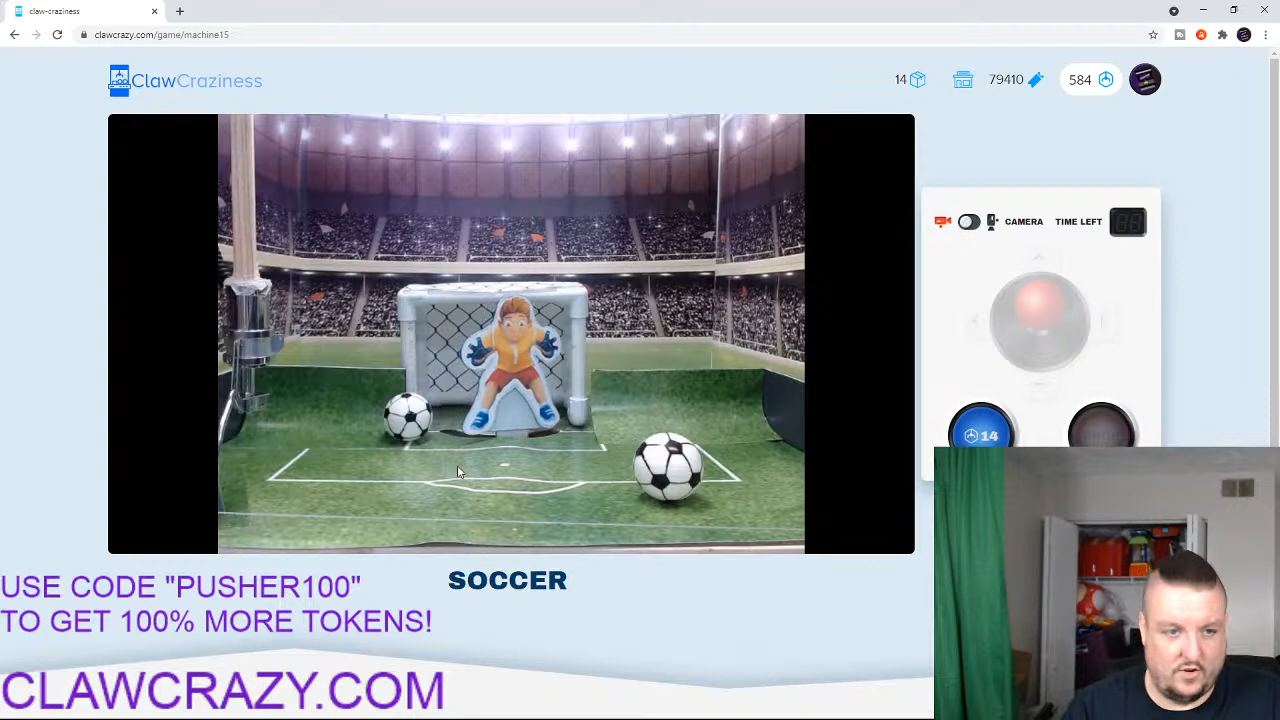 claw-craziness
clawcrazy.com/game/machine15
ClawCraziness
14
79410
584
CAMERA
TIME LEFT
14
SOCCER
USE CODE "PUSHER100"
TO GET 100% MORE TOKENS!
CLAWCRAZY.COM